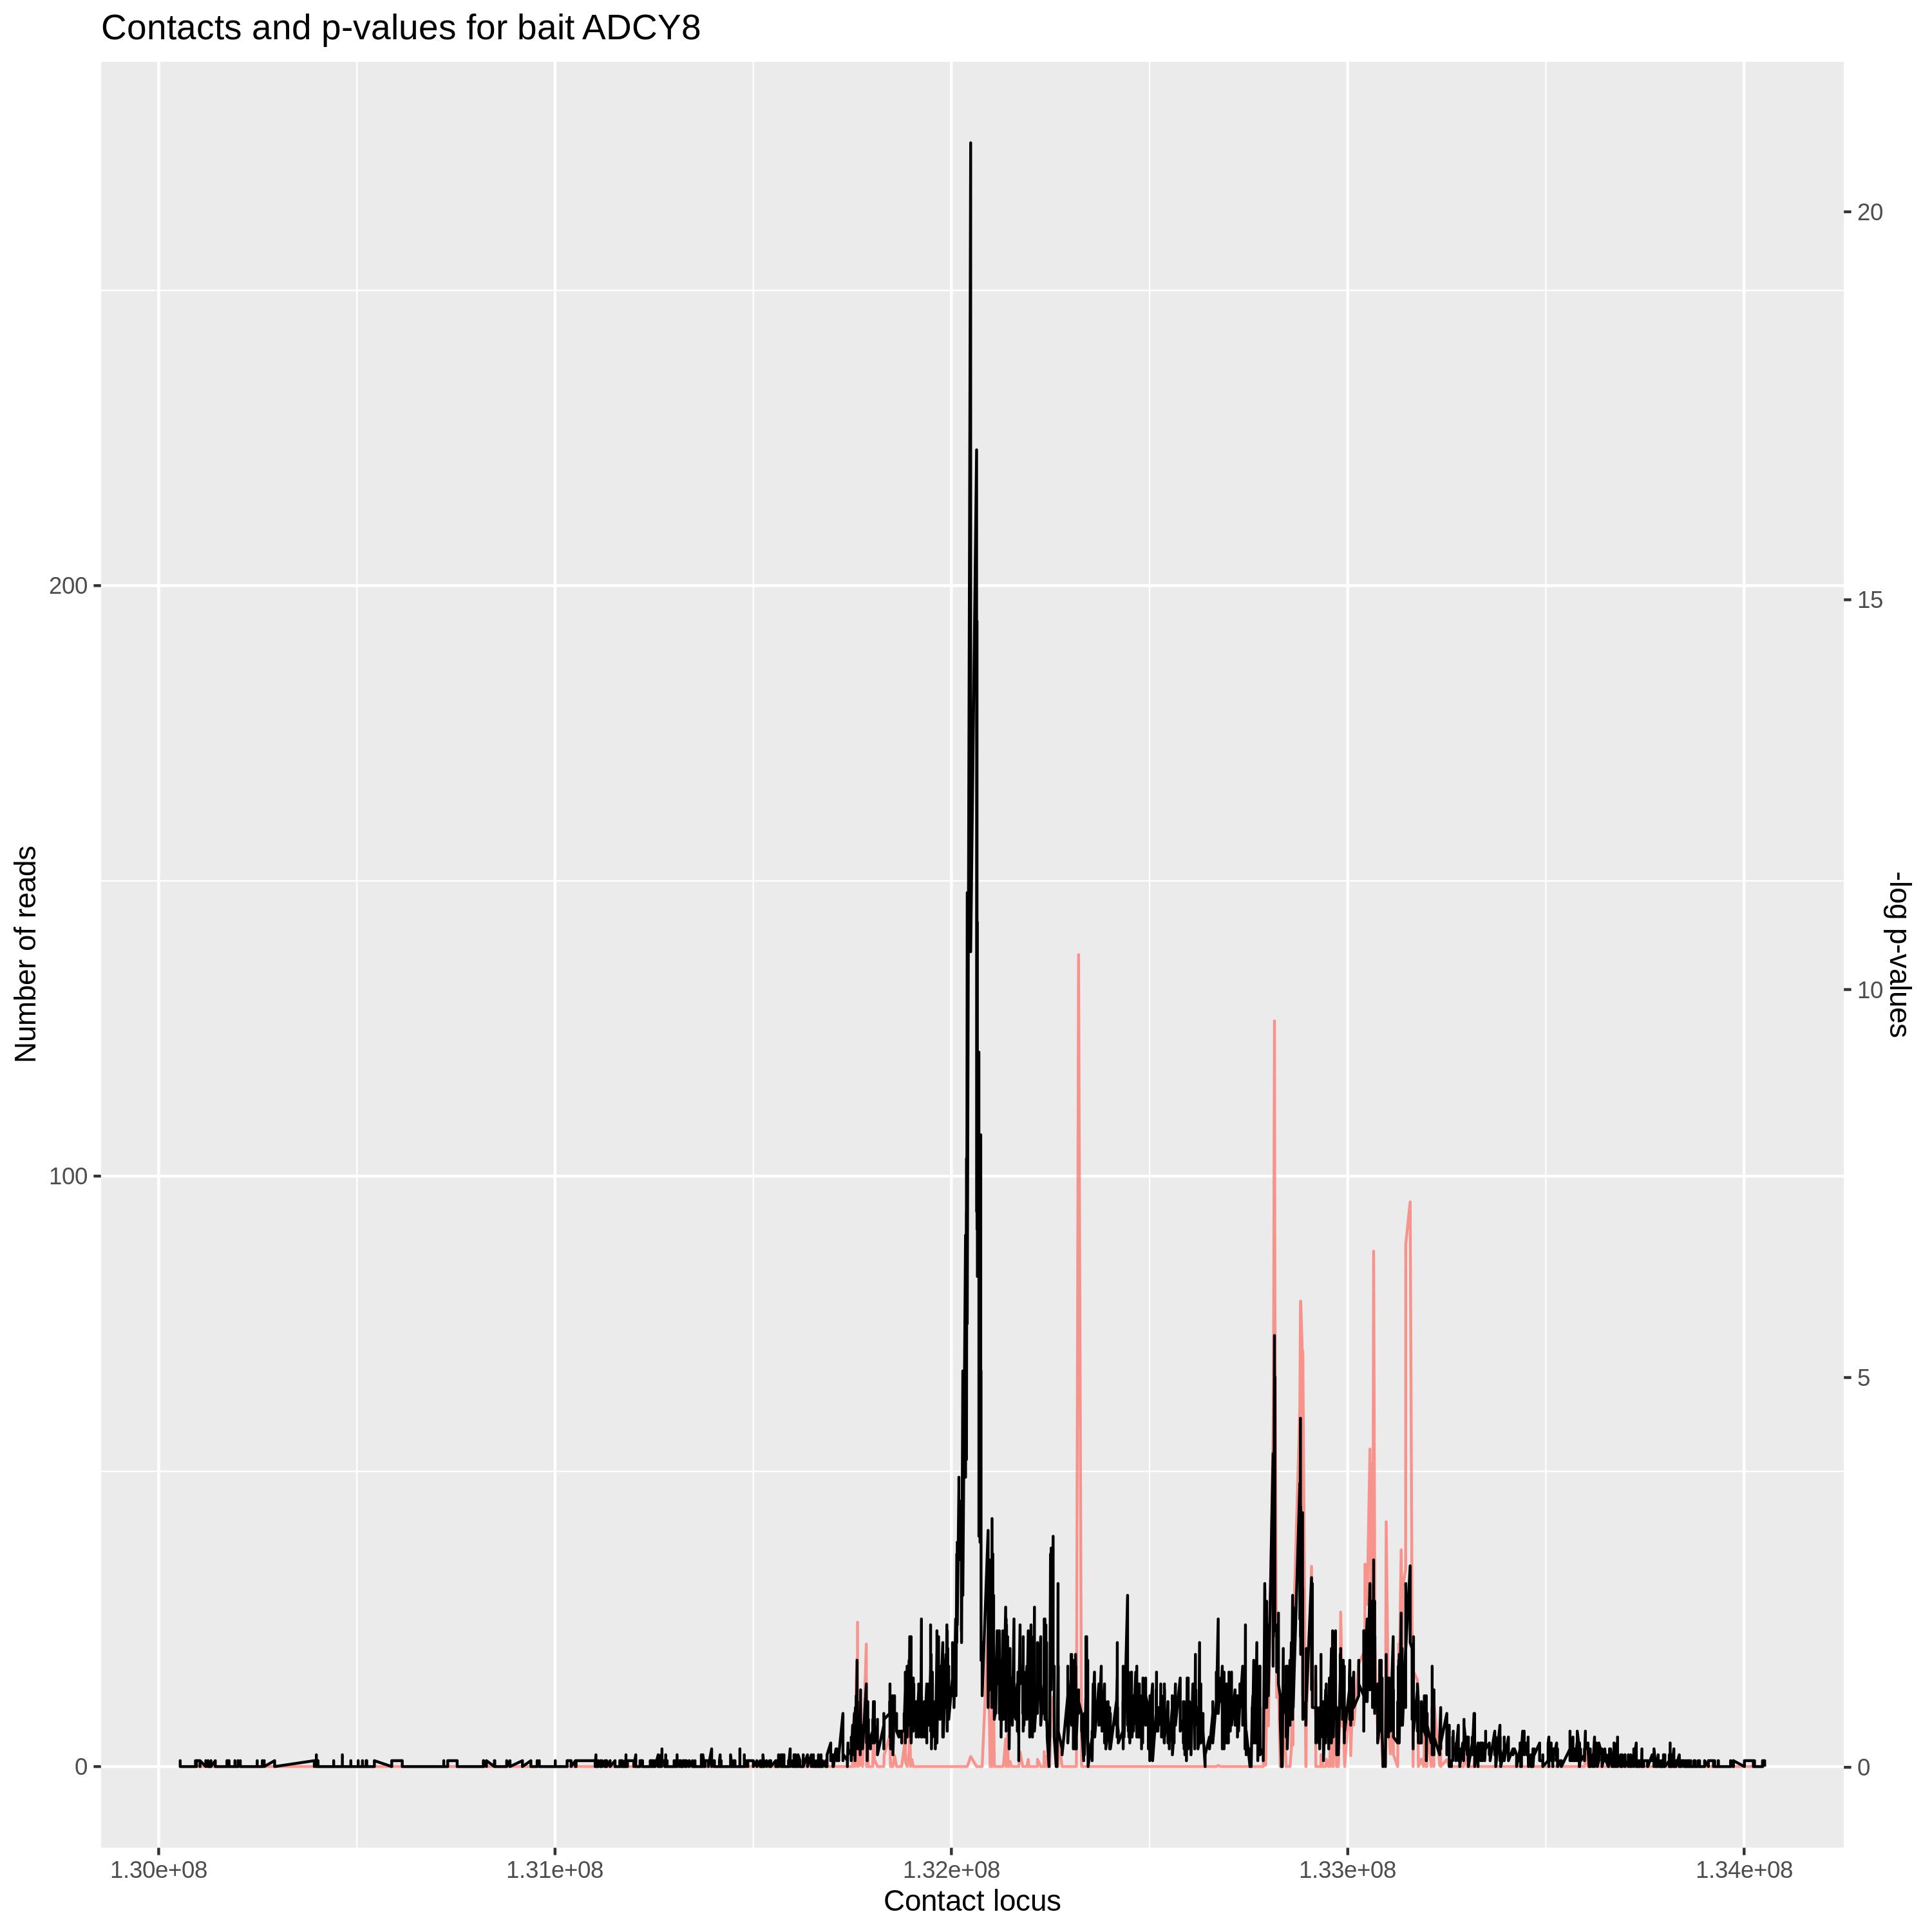 Contacts and p-values for bait ADCY8
Number of reads
200
100
0
20
15
10
5
0
-log p-values
1.30e+08
1.31e+08
1.32e+08
1.33e+08
1.34e+08
Contact locus